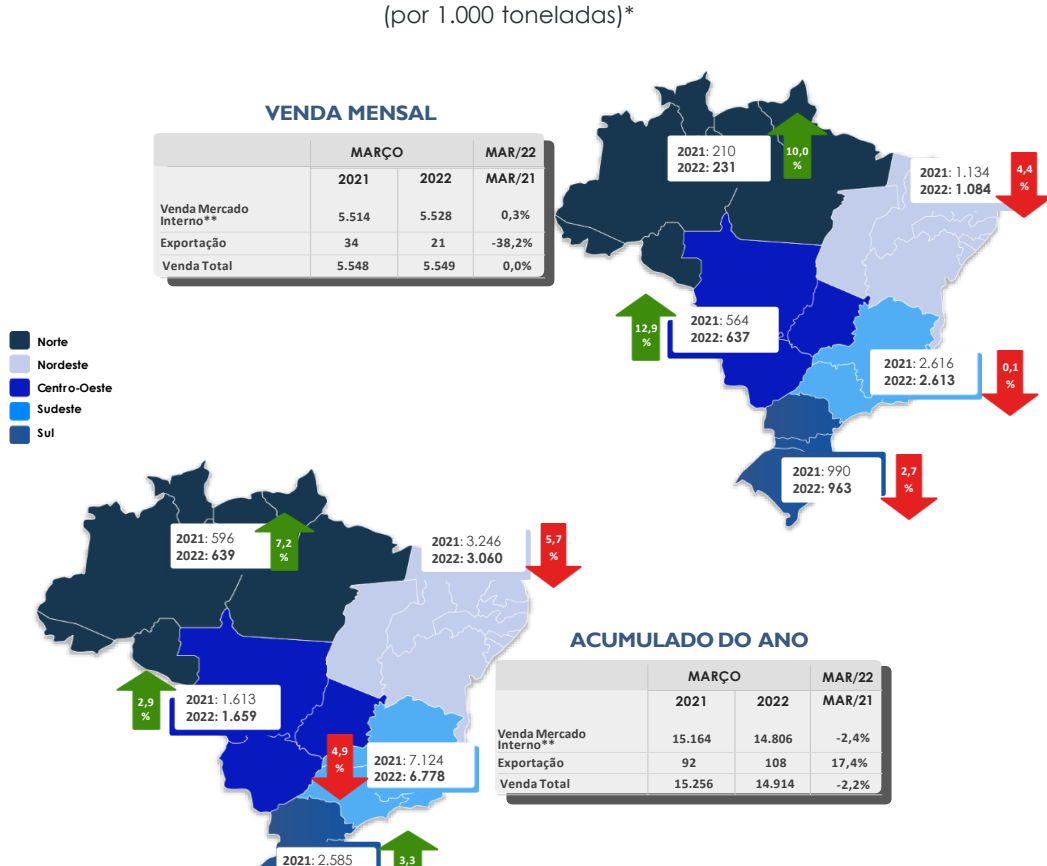 (por 1.000 toneladas)*
VENDA MENSAL
MARÇO MAR/22
2021 2022 MAR/21
Venda Mercado
Interno** 5.514 5.528 0,3%
Exportação 34 21 -38,2%
Venda Total 5.548 5.549 0,0%
2021: 210
2022: 231
10,0
%
2021: 1.134
2022: 1.084
4,4
%
12,9
%
2021: 564
2022: 637
2021: 2.616
2022: 2.613
0,1
%
2021: 990
2022: 963
2,7
%
Norte
Nordeste
Centro-Oeste
Sudeste
Sul
2021: 596
2022: 639
7,2
%
2021: 3.246
2022: 3.060
5,7
%
2,9
%
2021: 1.613
2022: 1.659
4,9
%
2021: 7.124
2022: 6.778
2021: 2.585
3,3
ACUMULADO DO ANO
MARÇO MAR/22
2021 2022 MAR/21
Venda Mercado
Interno** 15.164 14.806 -2,4%
Exportação 92 108 17,4%
Venda Total 15.256 14.914 -2,2%